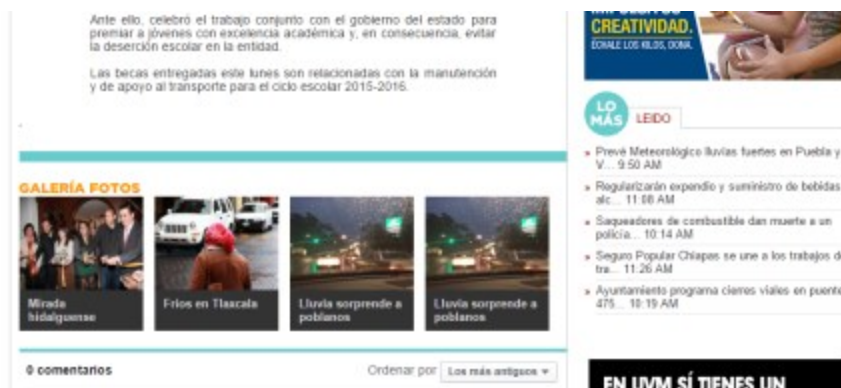 Ante ello, celebró el trabajo conjunto con el gobierno del estado para
premiar a jóvenes con excelencia académica y, en consecuencia, evitar
la deserción escolar en la entidad.
Las becas entregadas este lunes son relacionadas con la manutención
y de apoyo al transporte para el ciclo escolar 2015-2016.
GALERÍA FOTOS
Mirada
hidalguense
Fríos en Tlaxcala
Lluvia sorprende a
poblanos
Lluvia sorprende a
poblanos
0 comentarios
Ordenar por Los más antiguos
CREATIVIDAD.
ÉCHALE LOS KILOS, DONA.
LO
MÁS
LEIDO
» Prevé Meteorológico lluvias fuertes en Puebla y
V... 9:50 AM
» Regularizarán expendio y suministro de bebidas
alc... 11:08 AM
» Saqueadores de combustible dan muerte a un
policía... 10:14 AM
» Seguro Popular Chiapas se une a los trabajos de
tra... 11:26 AM
» Ayuntamiento programa cierres viales en puente
475... 10:19 AM
EN UVM SÍ TIENES UN